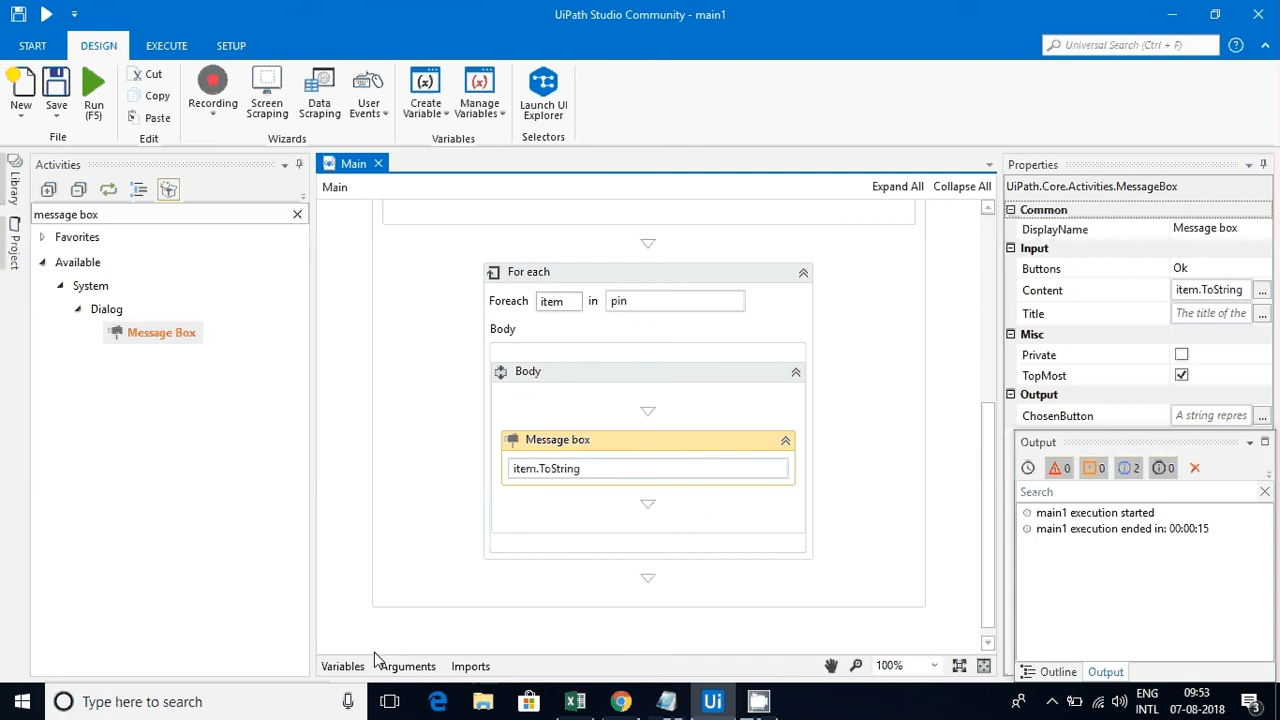 UiPath Studio Community - main1
START DESIGN EXECUTE SETUP
Universal Search (Ctrl + F)
New
Save
Run
(F5)
Cut
Copy
Paste
Recording
Screen
Scraping
Data
Scraping
User
Events
Create
Variable
Manage
Variables
Launch UI
Explorer
File Edit Wizards Variables Selectors
Library
Project
Activities
message box
Favorites
Available
System
Dialog
Message Box
Main
Main
Expand All Collapse All
For each
Foreach item in pin
Body
Body
Message box
item.ToString
Variables Arguments Imports
100%
Properties
UiPath.Core.Activities.MessageBox
Common
DisplayName Message box
Input
Buttons Ok
Content item.ToString ...
Title The title of the ...
Misc
Private
TopMost
Output
ChosenButton A string repres ...
Output
0 0 2 0
Search
main1 execution started
main1 execution ended in: 00:00:15
Outline Output
Type here to search
Ui
ENG
INTL
09:53
07-08-2018
3